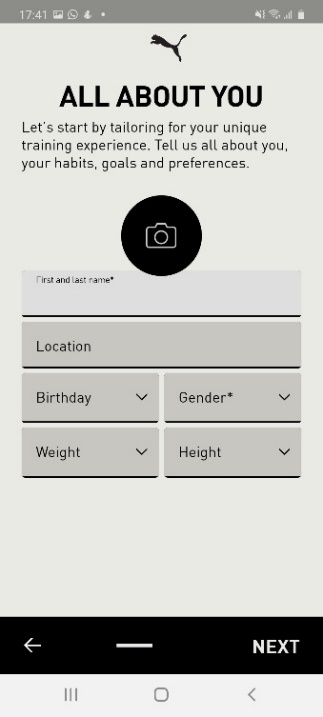 17:41
ALL ABOUT YOU
Let's start by tailoring for your unique
training experience. Tell us all about you,
your habits, goals and preferences.
First and last name*
Location
Birthday
Gender*
Weight
Height
NEXT